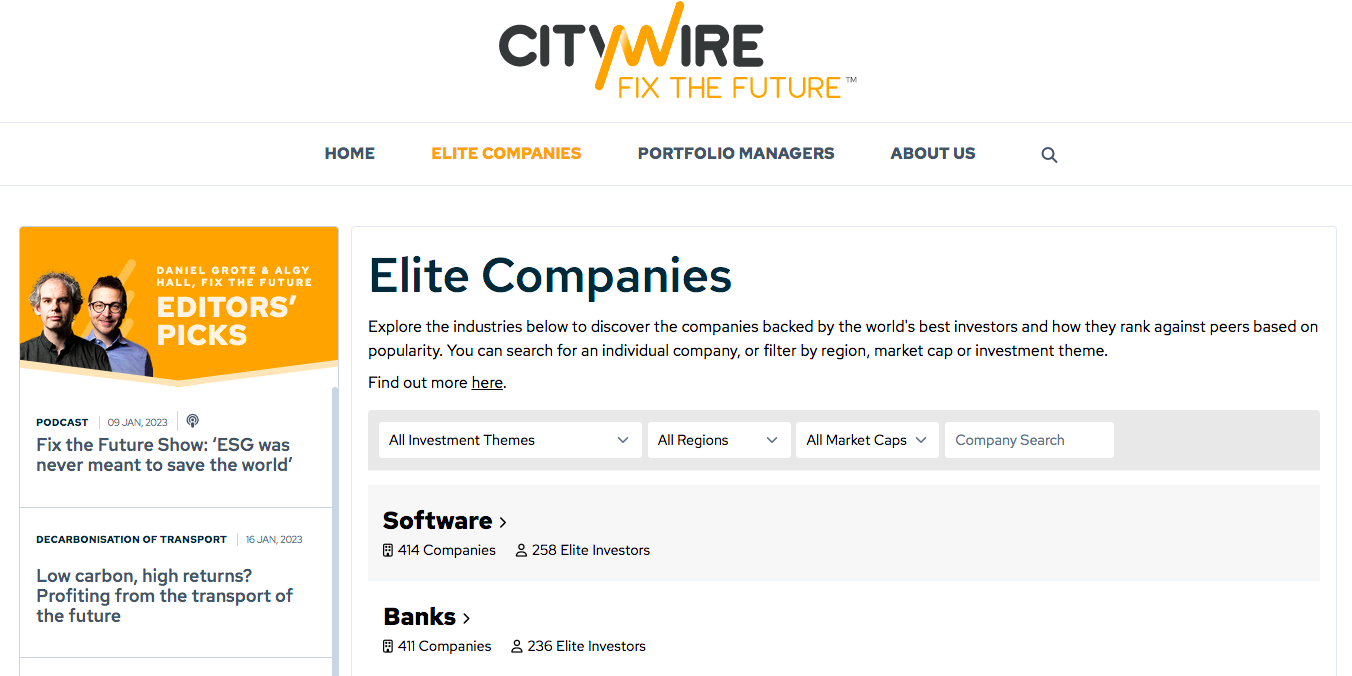 CITYWIRE
FIX THE FUTURE™
HOME ELITE COMPANIES PORTFOLIO MANAGERS ABOUT US
DANIEL GROTE & ALGY
HALL, FIX THE FUTURE
EDITORS’
PICKS
PODCAST 09 JAN, 2023
Fix the Future Show: ‘ESG was
never meant to save the world’
DECARBONISATION OF TRANSPORT 16 JAN, 2023
Low carbon, high returns?
Profiting from the transport of
the future
Elite Companies
Explore the industries below to discover the companies backed by the world's best investors and how they rank against peers based on
popularity. You can search for an individual company, or filter by region, market cap or investment theme.
Find out more here.
All Investment Themes All Regions All Market Caps Company Search
Software
414 Companies 258 Elite Investors
Banks
411 Companies 236 Elite Investors